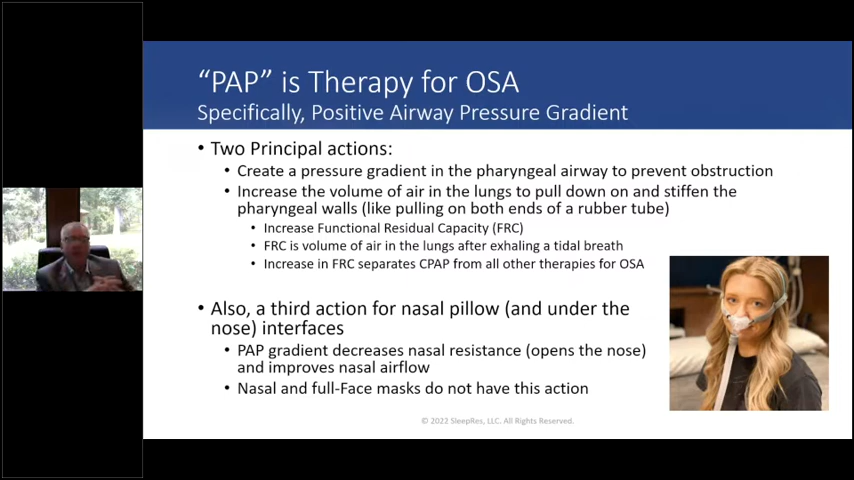 “PAP” is Therapy for OSA
Specifically, Positive Airway Pressure Gradient
• Two Principal actions:
• Create a pressure gradient in the pharyngeal airway to prevent obstruction
• Increase the volume of air in the lungs to pull down on and stiffen the
pharyngeal walls (like pulling on both ends of a rubber tube)
• Increase Functional Residual Capacity (FRC)
• FRC is volume of air in the lungs after exhaling a tidal breath
• Increase in FRC separates CPAP from all other therapies for OSA
• Also, a third action for nasal pillow (and under the
nose) interfaces
• PAP gradient decreases nasal resistance (opens the nose)
and improves nasal airflow
• Nasal and full-Face masks do not have this action
© 2022 SleepRes, LLC. All Rights Reserved.